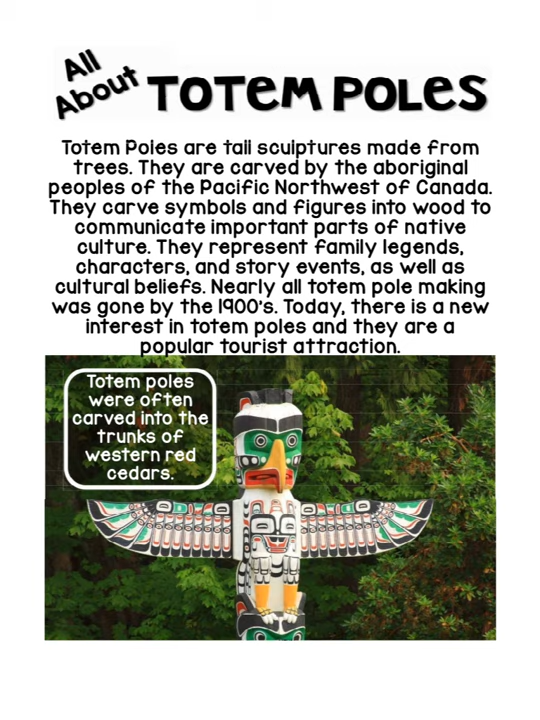 All
About TOTEM POLES
Totem Poles are tall sculptures made from
trees. They are carved by the aboriginal
peoples of the Pacific Northwest of Canada.
They carve symbols and figures into wood to
communicate important parts of native
culture. They represent family legends,
characters, and story events, as well as
cultural beliefs. Nearly all totem pole making
was gone by the 1900's. Today, there is a new
interest in totem poles and they are a
popular tourist attraction.
Totem poles
were often
carved into the
trunks of
western red
cedars.